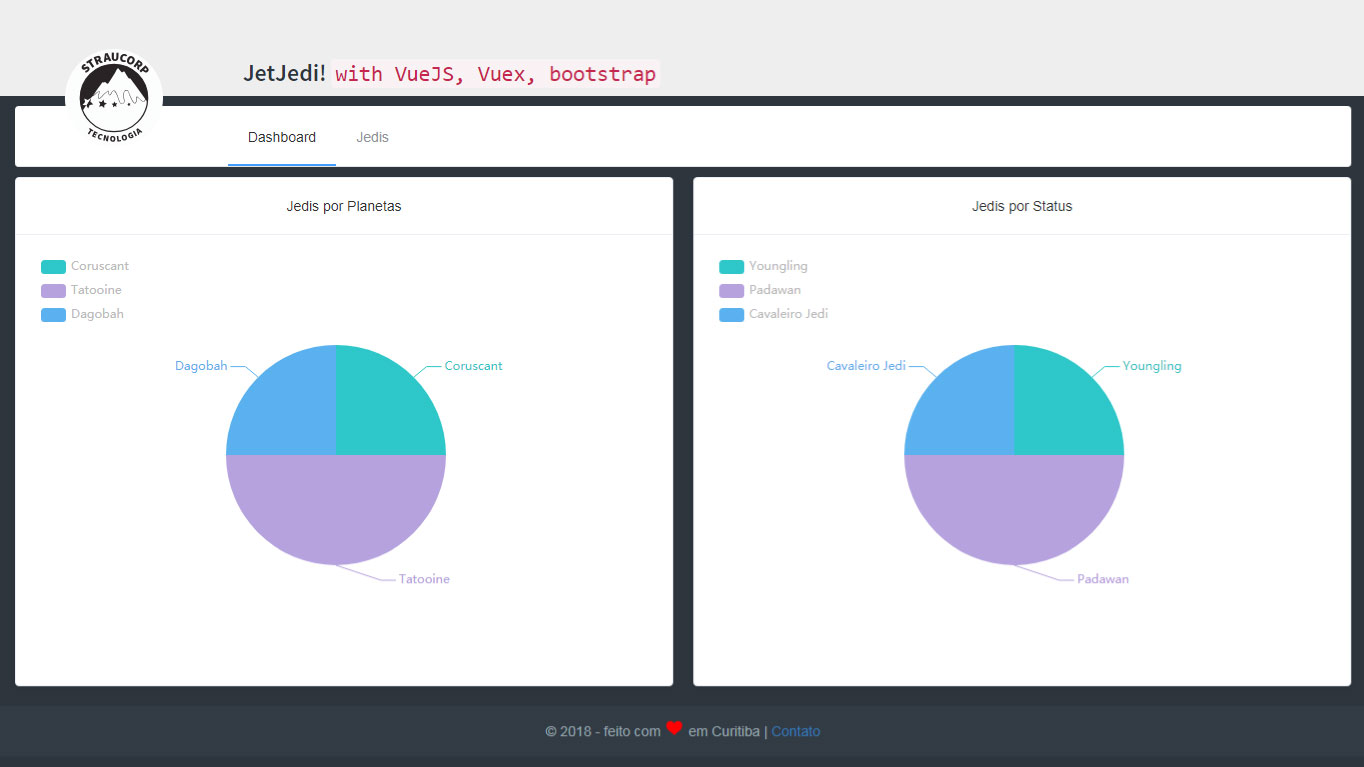 STRAUCORP
TECNOLOGIA
JetJedi! with VueJS, Vuex, bootstrap
Dashboard Jedis
Jedis por Planetas
Coruscant
Tatooine
Dagobah
Dagobah Coruscant
Tatooine
Jedis por Status
Youngling
Padawan
Cavaleiro Jedi
Cavaleiro Jedi Youngling
Padawan
© 2018 - feito com ❤ em Curitiba | Contato